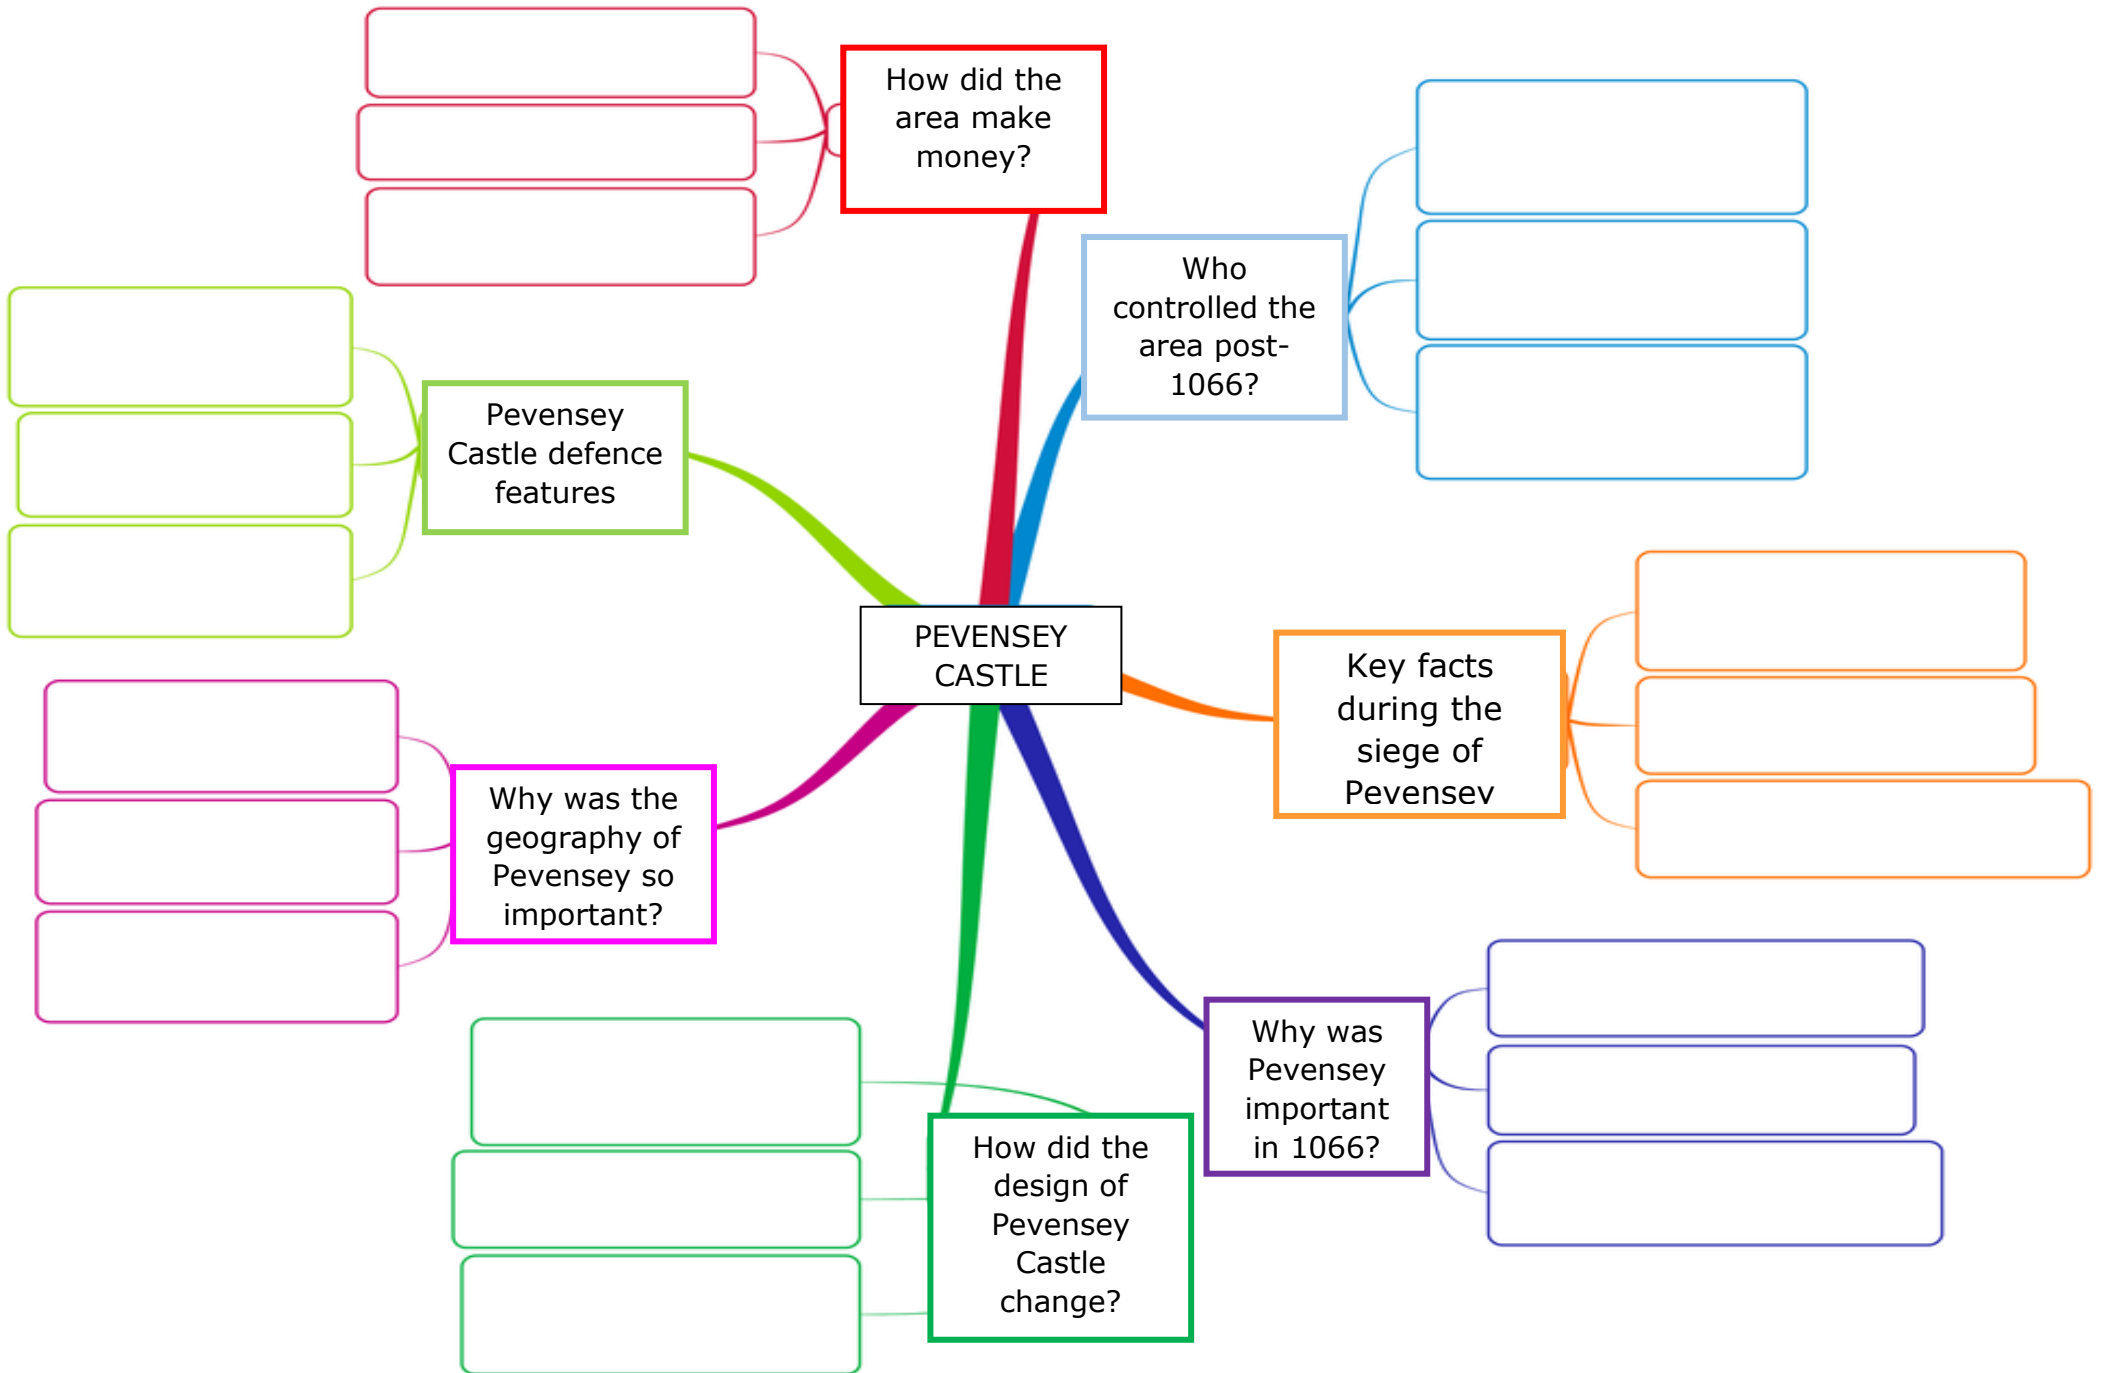 How did the
area make
money?
Who
controlled the
area post-
1066?
Pevensey
Castle defence
features
PEVENSEY
CASTLE
Key facts
during the
siege of
Pevensey
Why was the
geography of
Pevensey so
important?
Why was
Pevensey
important
in 1066?
How did the
design of
Pevensey
Castle
change?